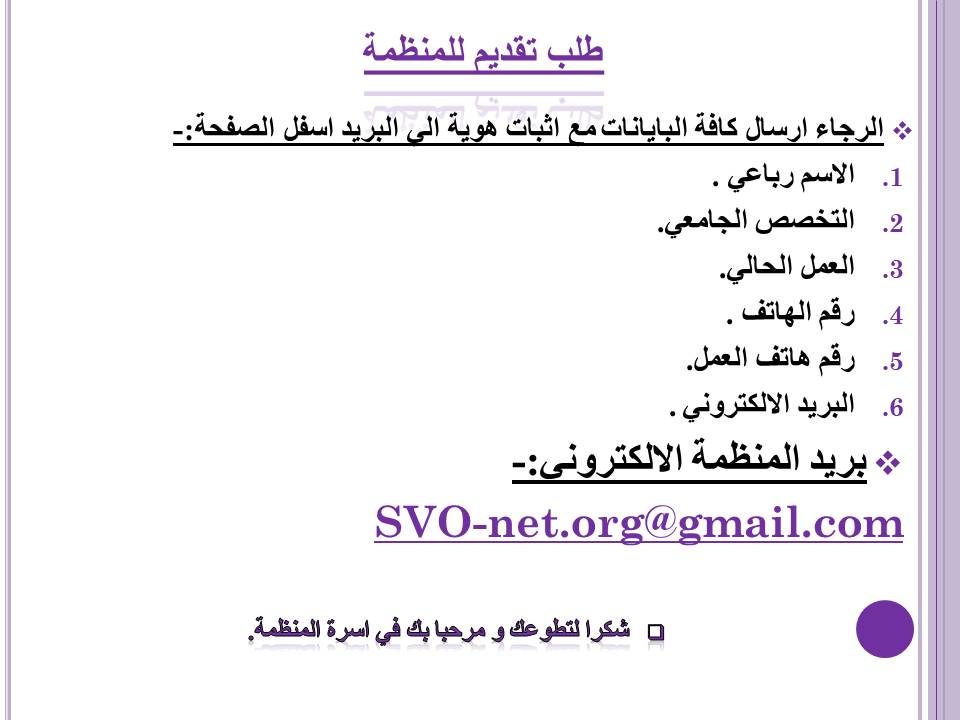 طلب تقديم للمنظمة
❖ الرجاء ارسال كافة البايانات مع اثبات هوية الي البريد اسفل الصفحة:-
1. الاسم رباعي .
2. التخصص الجامعي.
3. العمل الحالي.
4. رقم الهاتف .
5. رقم هاتف العمل.
6. البريد الالكتروني .
❖ بريد المنظمة الالكتروني:-
SVO-net.org@gmail.com
❑ شكرا لتطوعك و مرحبا بك في اسرة المنظمة.